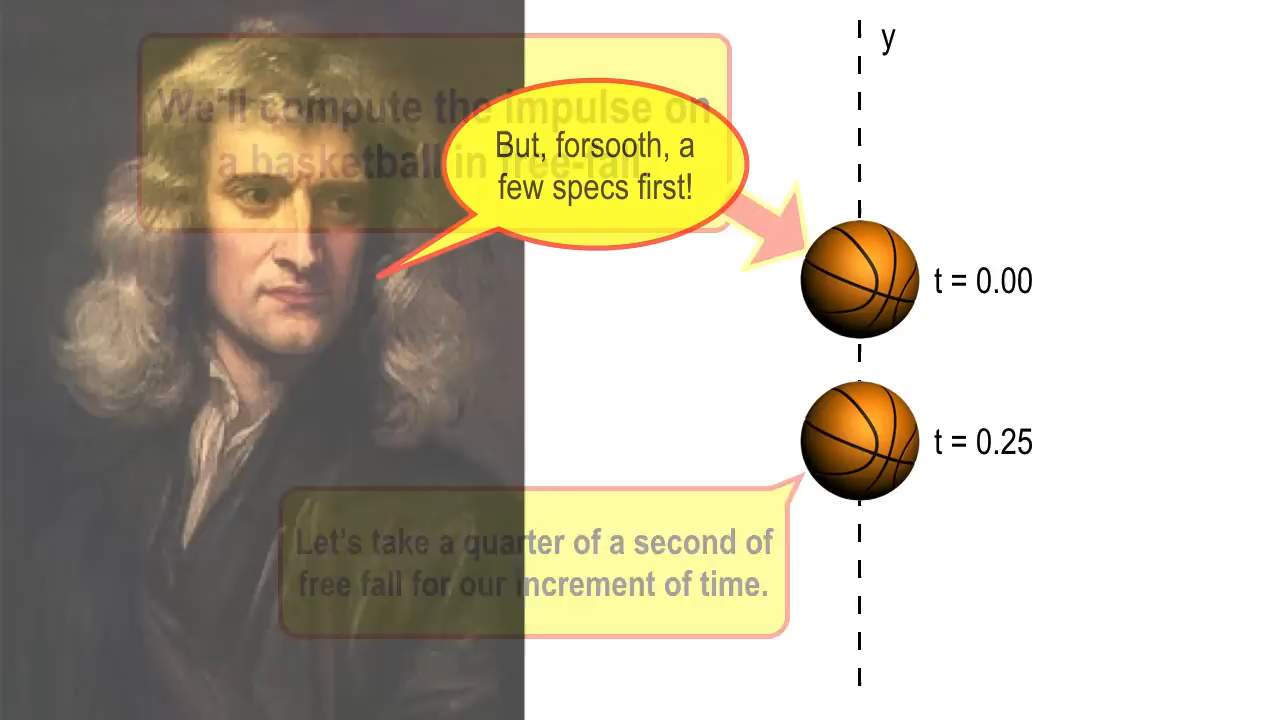 We'll compute the impulse on
a basketball in free-fall.
But, forsooth, a
few specs first!
y
t = 0.00
t = 0.25
Let's take a quarter of a second of
free fall for our increment of time.